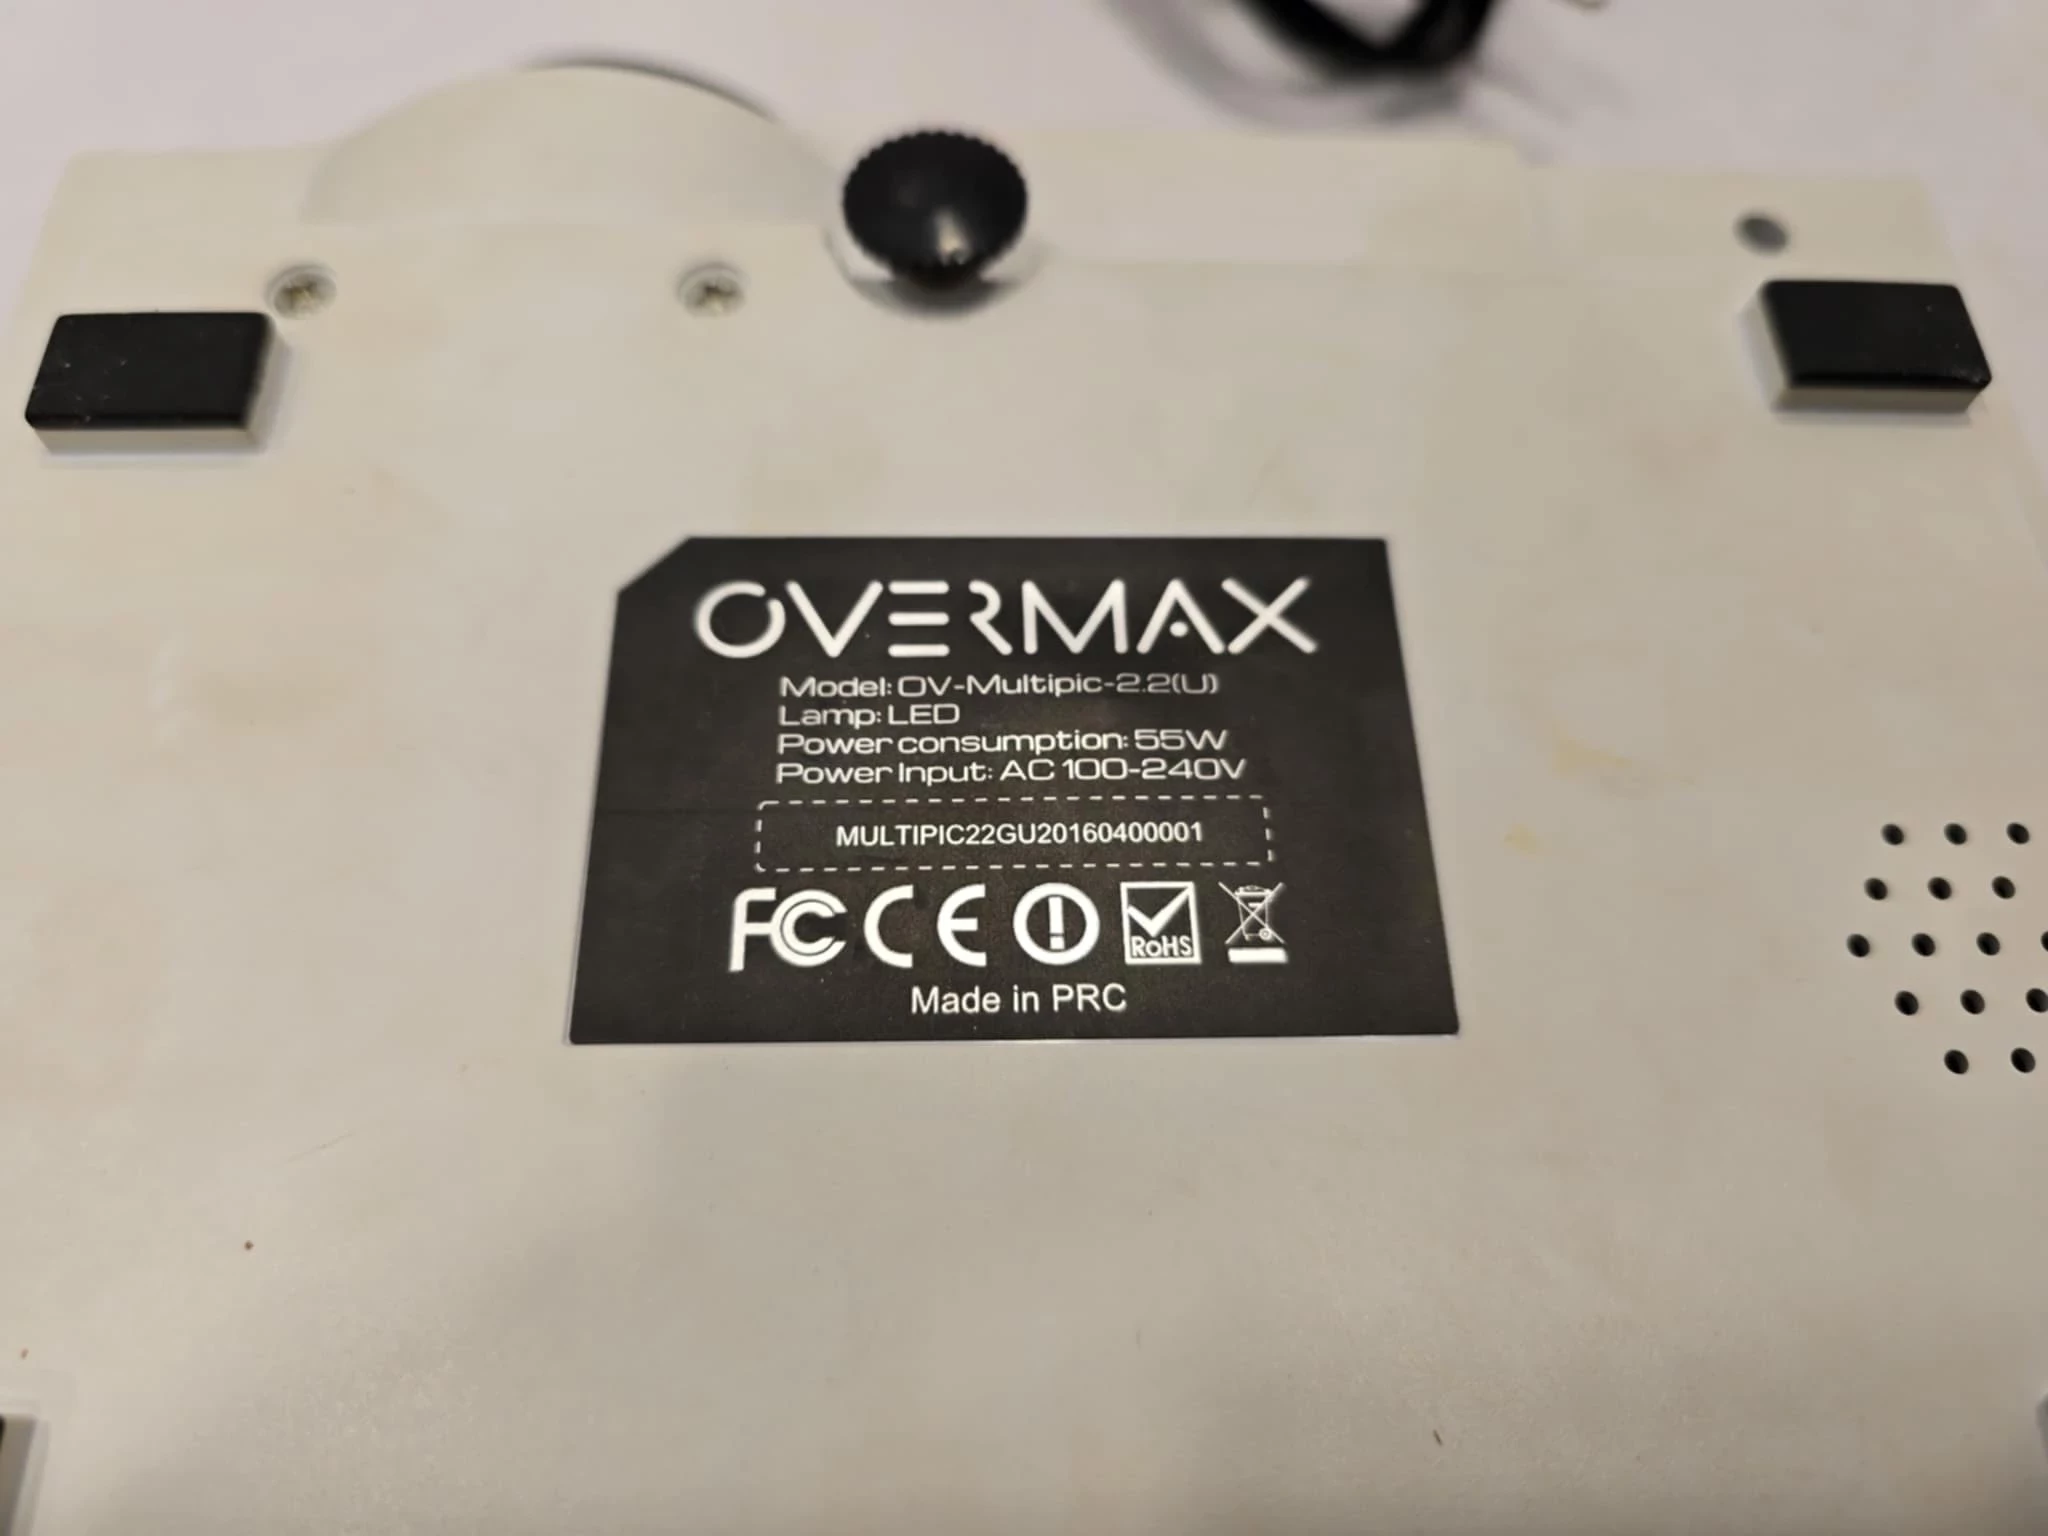 OVERMAX
Model: OV-Multipic-2.2(U)
Lamp: LED
Power consumption: 55W
Power Input: AC 100-240V
MULTIPIC22GU20160400001
FC CE RoHS
Made in PRC